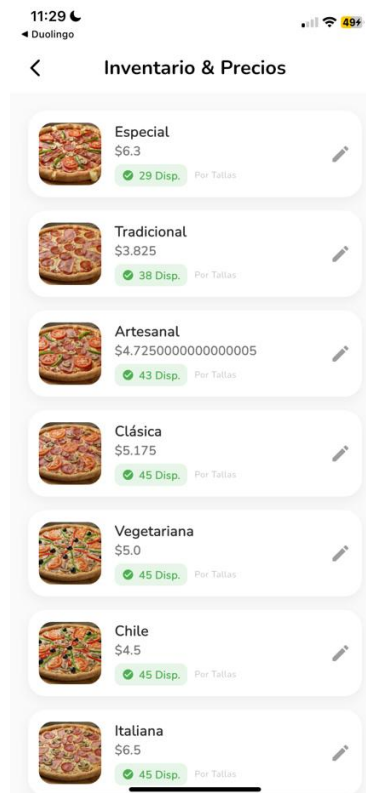 11:29
49
◀ Duolingo
Inventario & Precios
Especial
$6.3
29 Disp. Por Tallas
Tradicional
$3.825
38 Disp. Por Tallas
Artesanal
$4.7250000000000005
43 Disp. Por Tallas
Clásica
$5.175
45 Disp. Por Tallas
Vegetariana
$5.0
45 Disp. Por Tallas
Chile
$4.5
45 Disp. Por Tallas
Italiana
$6.5
45 Disp. Por Tallas